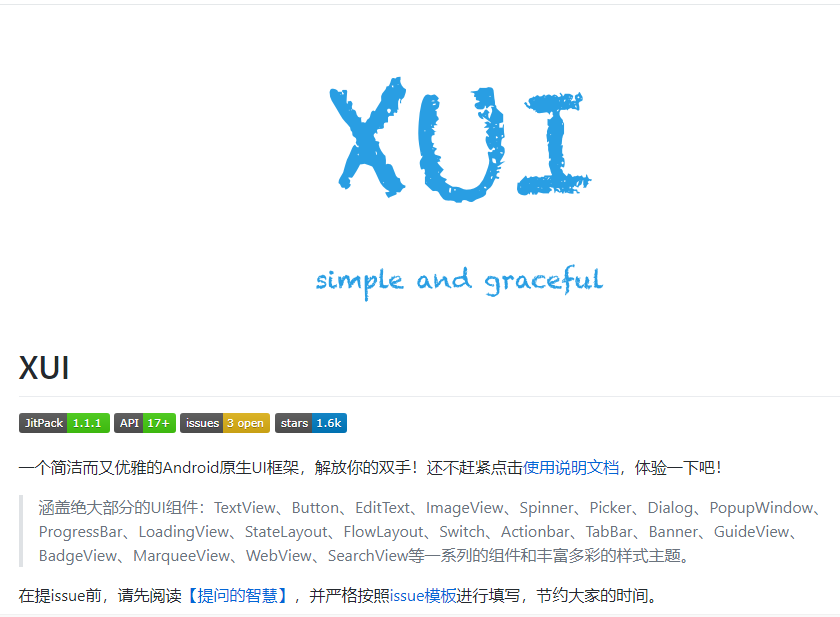 XUI
simple and graceful
XUI
JitPack 1.1.1 API 17+ issues 3 open stars 1.6k
一个简洁而又优雅的Android原生UI框架，解放你的双手！还不赶紧点击使用说明文档，体验一下吧！
涵盖绝大部分的UI组件：TextView、Button、EditText、ImageView、Spinner、Picker、Dialog、PopupWindow、
ProgressBar、LoadingView、StateLayout、FlowLayout、Switch、Actionbar、TabBar、Banner、GuideView、
BadgeView、MarqueeView、WebView、SearchView等一系列的组件和丰富多彩的样式主题。
在提issue前，请先阅读【提问的智慧】，并严格按照issue模板进行填写，节约大家的时间。